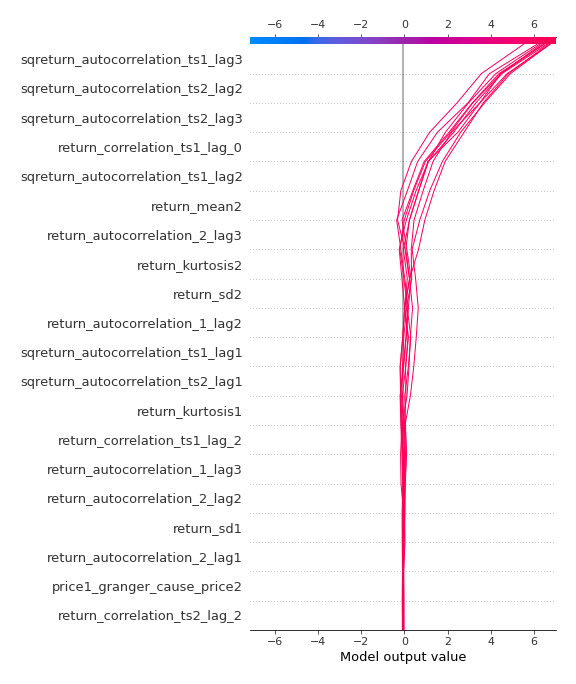 −6 −4 −2 0 2 4 6
sqreturn_autocorrelation_ts1_lag3
sqreturn_autocorrelation_ts2_lag2
sqreturn_autocorrelation_ts2_lag3
return_correlation_ts1_lag_0
sqreturn_autocorrelation_ts1_lag2
return_mean2
return_autocorrelation_2_lag3
return_kurtosis2
return_sd2
return_autocorrelation_1_lag2
sqreturn_autocorrelation_ts1_lag1
sqreturn_autocorrelation_ts2_lag1
return_kurtosis1
return_correlation_ts1_lag_2
return_autocorrelation_1_lag3
return_autocorrelation_2_lag2
return_sd1
return_autocorrelation_2_lag1
price1_granger_cause_price2
return_correlation_ts2_lag_2
−6 −4 −2 0 2 4 6
Model output value